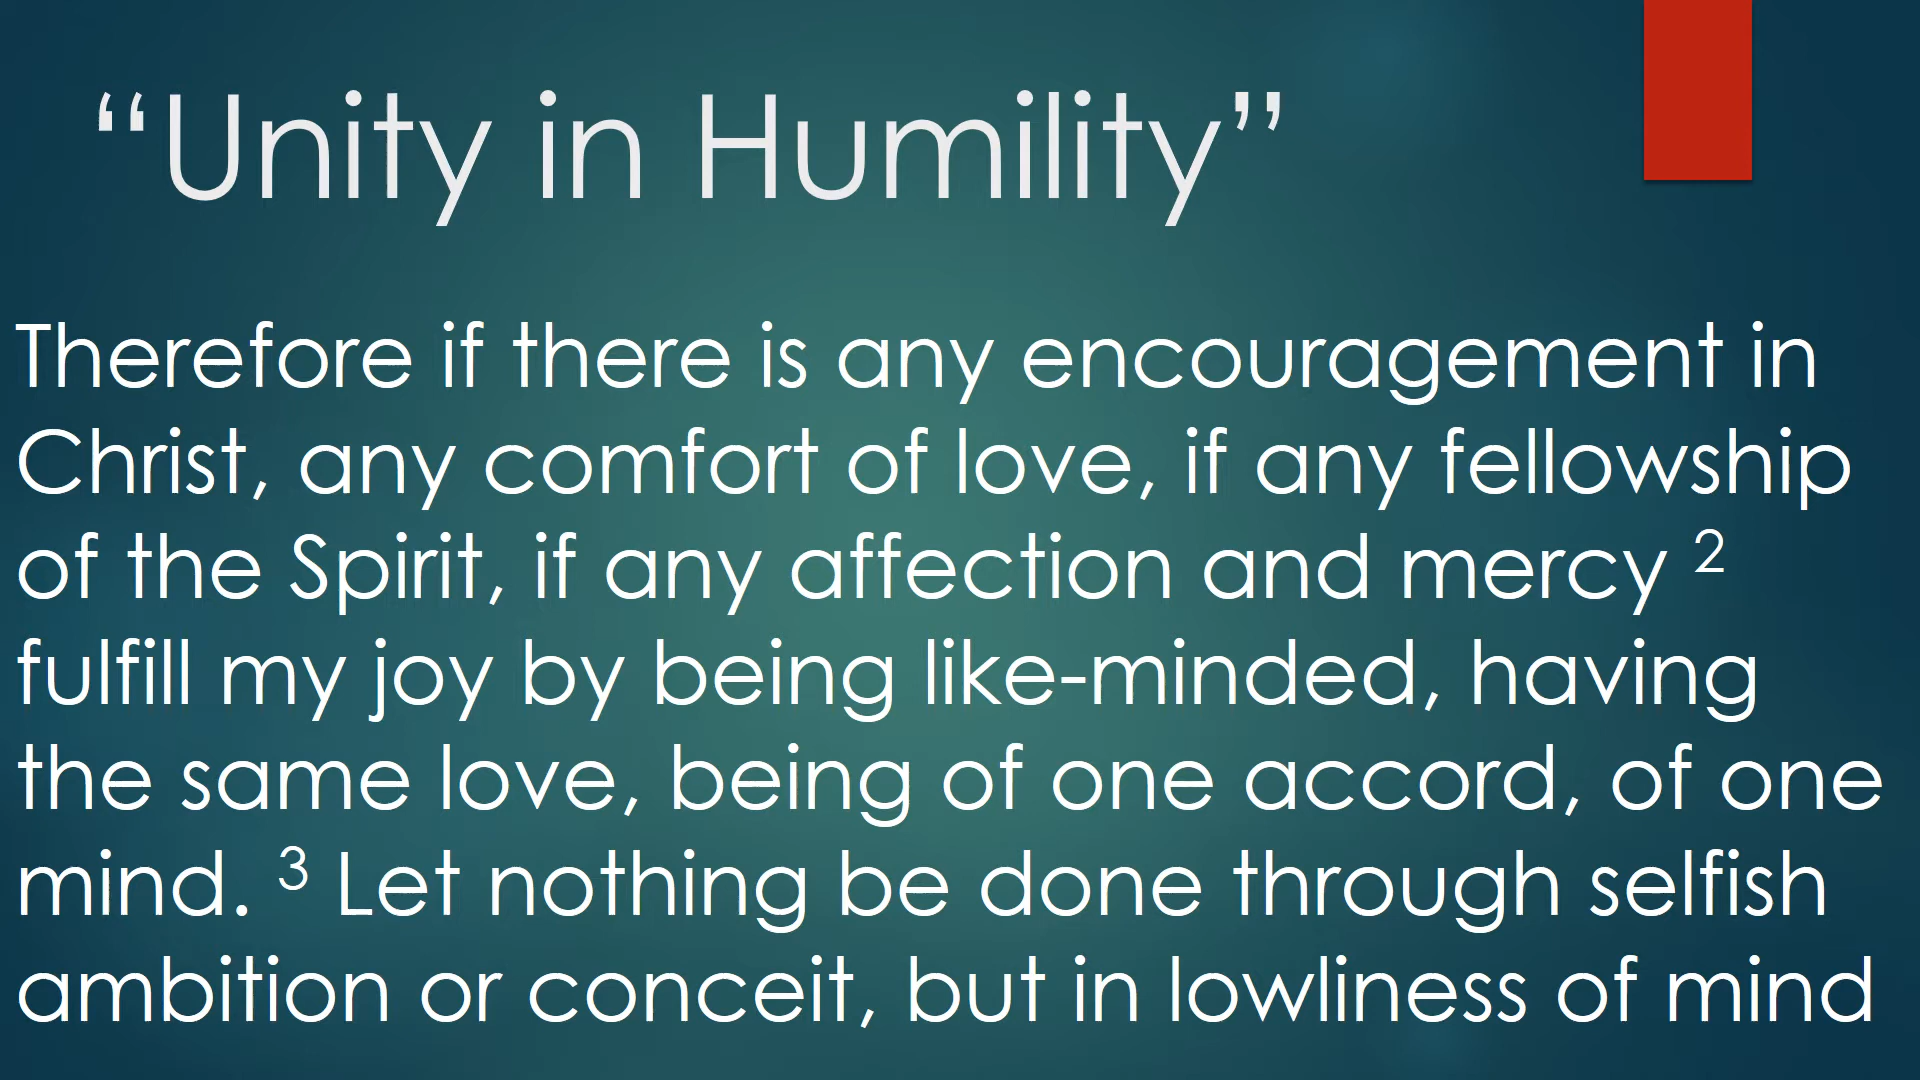 “Unity in Humility”
Therefore if there is any encouragement in
Christ, any comfort of love, if any fellowship
of the Spirit, if any affection and mercy 2
fulfill my joy by being like-minded, having
the same love, being of one accord, of one
mind. 3 Let nothing be done through selfish
ambition or conceit, but in lowliness of mind